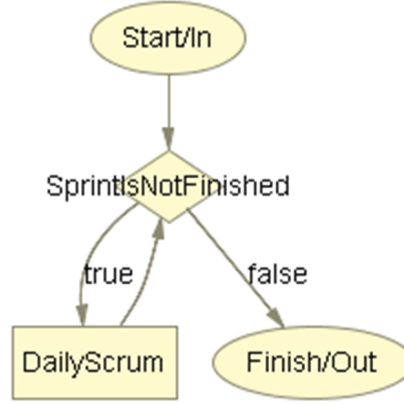 Start/In
SprintIsNotFinished
true
false
DailyScrum
Finish/Out